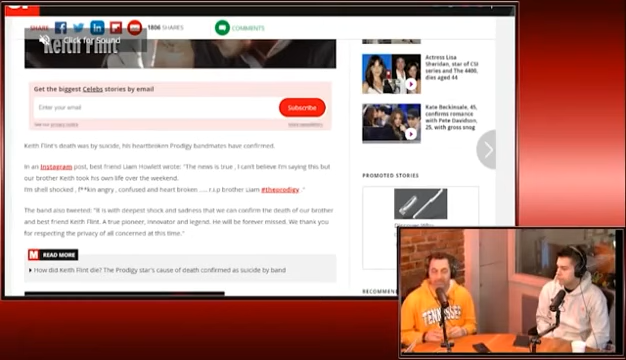 SHARE
1806 SHARES
COMMENTS
Click for Sound
Keith Flint
Get the biggest Celebs stories by email
Enter your email
Subscribe
Keith Flint's death was by suicide, his heartbroken Prodigy bandmates have confirmed.
In an Instagram post, best friend Liam Howlett wrote: "The news is true , I can't believe I'm saying this but
our brother Keith took his own life over the weekend.
I'm shell shocked , f**kin angry , confused and heart broken ..... r.i.p brother Liam #theprodigy ."
The band also tweeted: "It is with deepest shock and sadness that we can confirm the death of our brother
and best friend Keith Flint. A true pioneer, innovator and legend. He will be forever missed. We thank you
for respecting the privacy of all concerned at this time."
M READ MORE
How did Keith Flint die? The Prodigy star's cause of death confirmed as suicide by band
Actress Lisa
Sheridan, star of CSI
series and The 4400,
dies aged 44
Kate Beckinsale, 45,
confirms romance
with Pete Davidson,
25, with gross snog
PROMOTED STORIES
Discover Why
RECOMMEN
TENNESSEE